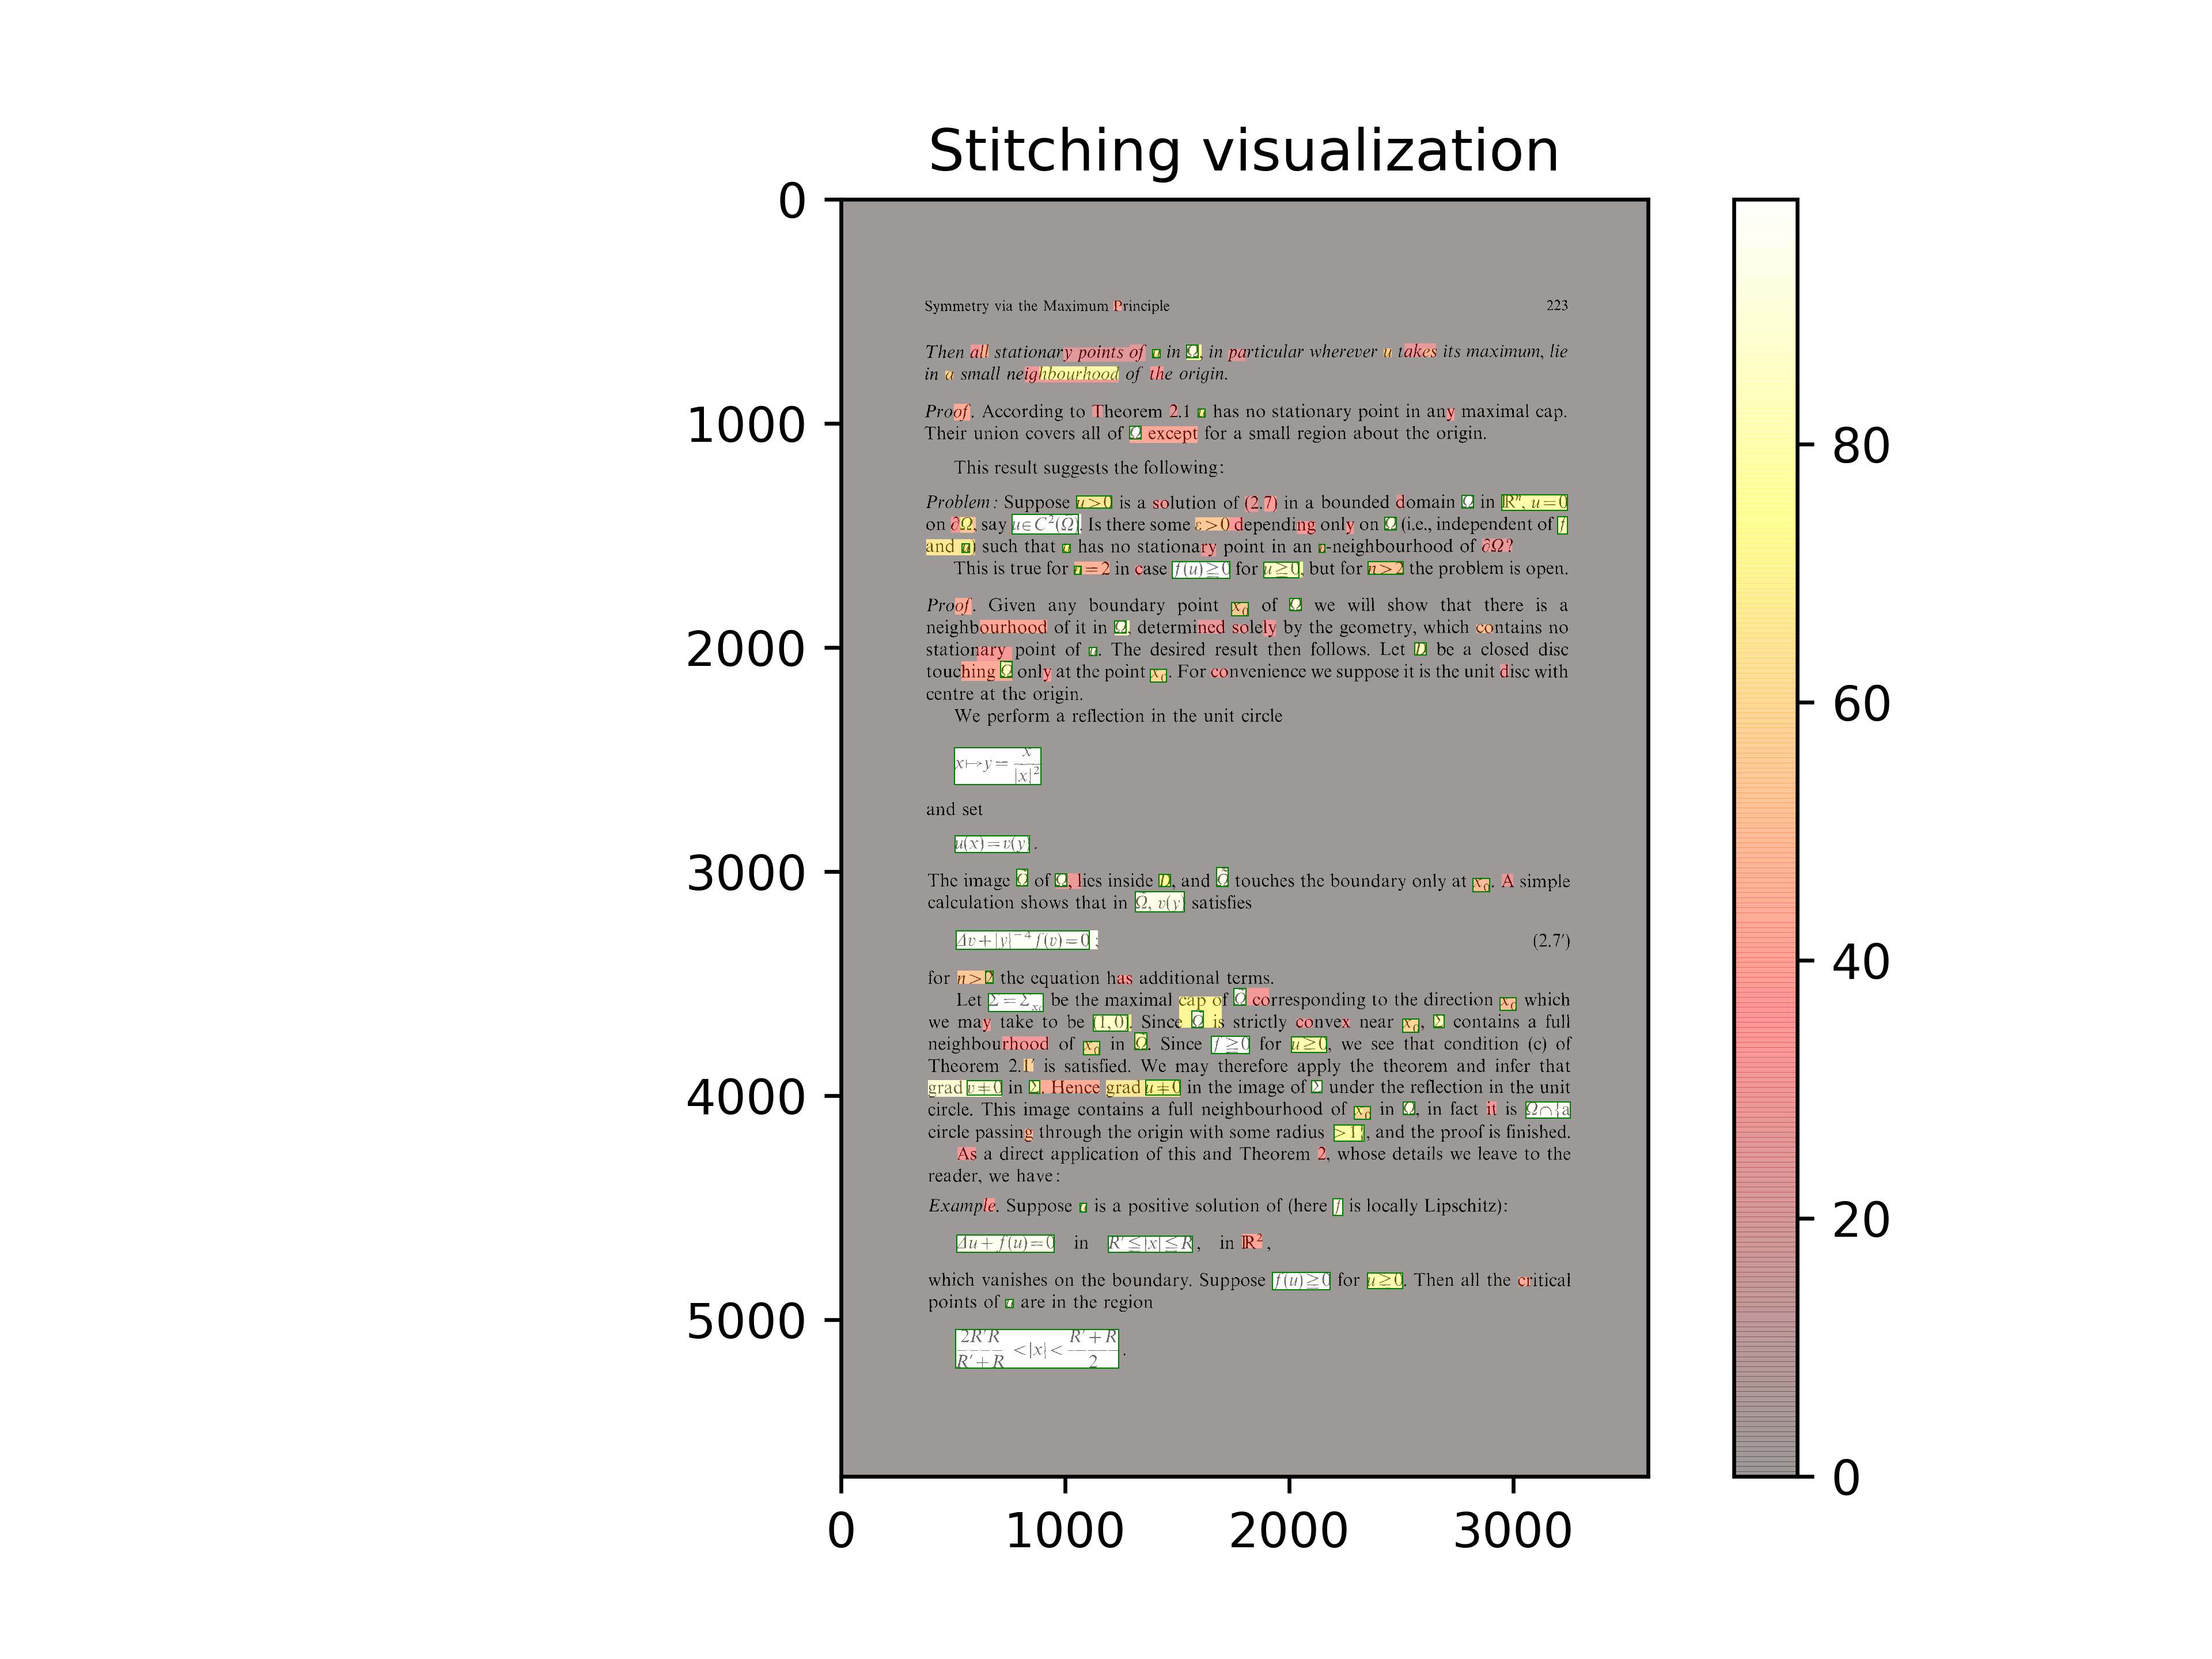 Stitching visualization
Symmetry via the Maximum Principle 223
Then all stationary points of u in Ω, in particular wherever u takes its maximum, lie
in a small neighbourhood of the origin.
Proof. According to Theorem 2.1 u has no stationary point in any maximal cap.
Their union covers all of Ω except for a small region about the origin.
This result suggests the following:
Problem: Suppose u>0 is a solution of (2.7) in a bounded domain Ω in ℝⁿ, u=0
on ∂Ω, say u∈C²(Ω̄). Is there some ε>0 depending only on Ω (i.e., independent of f
and u) such that u has no stationary point in an ε-neighbourhood of ∂Ω?
This is true for n=2 in case f(u)≧0 for u≥0, but for n>2 the problem is open.
Proof. Given any boundary point x₀ of Ω we will show that there is a
neighbourhood of it in Ω, determined solely by the geometry, which contains no
stationary point of u. The desired result then follows. Let D be a closed disc
touching Ω only at the point x₀. For convenience we suppose it is the unit disc with
centre at the origin.
We perform a reflection in the unit circle
x↦y = x/|x|²
and set
u(x)=v(y).
The image Ω̃ of Ω, lies inside D, and Ω̃ touches the boundary only at x₀. A simple
calculation shows that in Ω̃, v(y) satisfies
Δv+|y|⁻⁴ f(v)=0; (2.7′)
for n>2 the equation has additional terms.
Let Σ=Σₓ₀ be the maximal cap of Ω̃ corresponding to the direction x₀ which
we may take to be (1,0). Since Ω̃ is strictly convex near x₀, Σ contains a full
neighbourhood of x₀ in Ω̃. Since f≧0 for u≥0, we see that condition (c) of
Theorem 2.1′ is satisfied. We may therefore apply the theorem and infer that
grad v≠0 in Σ. Hence grad u≠0 in the image of Σ under the reflection in the unit
circle. This image contains a full neighbourhood of x₀ in Ω, in fact it is Ω∩{a
circle passing through the origin with some radius >1}, and the proof is finished.
As a direct application of this and Theorem 2, whose details we leave to the
reader, we have:
Example. Suppose u is a positive solution of (here f is locally Lipschitz):
Δu+f(u)=0 in R′≦|x|≦R, in ℝ²,
which vanishes on the boundary. Suppose f(u)≧0 for u≥0. Then all the critical
points of u are in the region
2R′R/(R′+R) <|x|< (R′+R)/2.
0
1000
2000
3000
4000
5000
0 1000 2000 3000
80
60
40
20
0